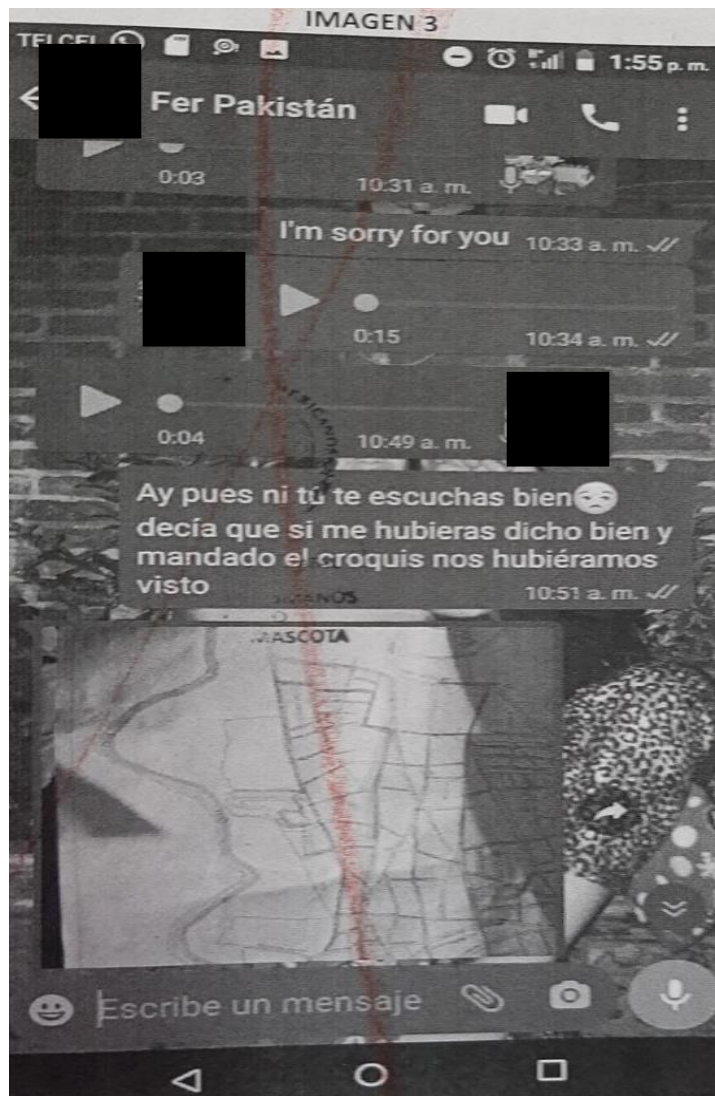 IMAGEN 3
TELCEL
1:55 p. m.
Fer Pakistán
0:03 10:31 a. m.
I'm sorry for you 10:33 a. m.
0:15 10:34 a. m.
0:04 10:49 a. m.
Ay pues ni tú te escuchas bien😒
decía que si me hubieras dicho bien y
mandado el croquis nos hubiéramos
visto 10:51 a. m.
MASCOTA
Escribe un mensaje